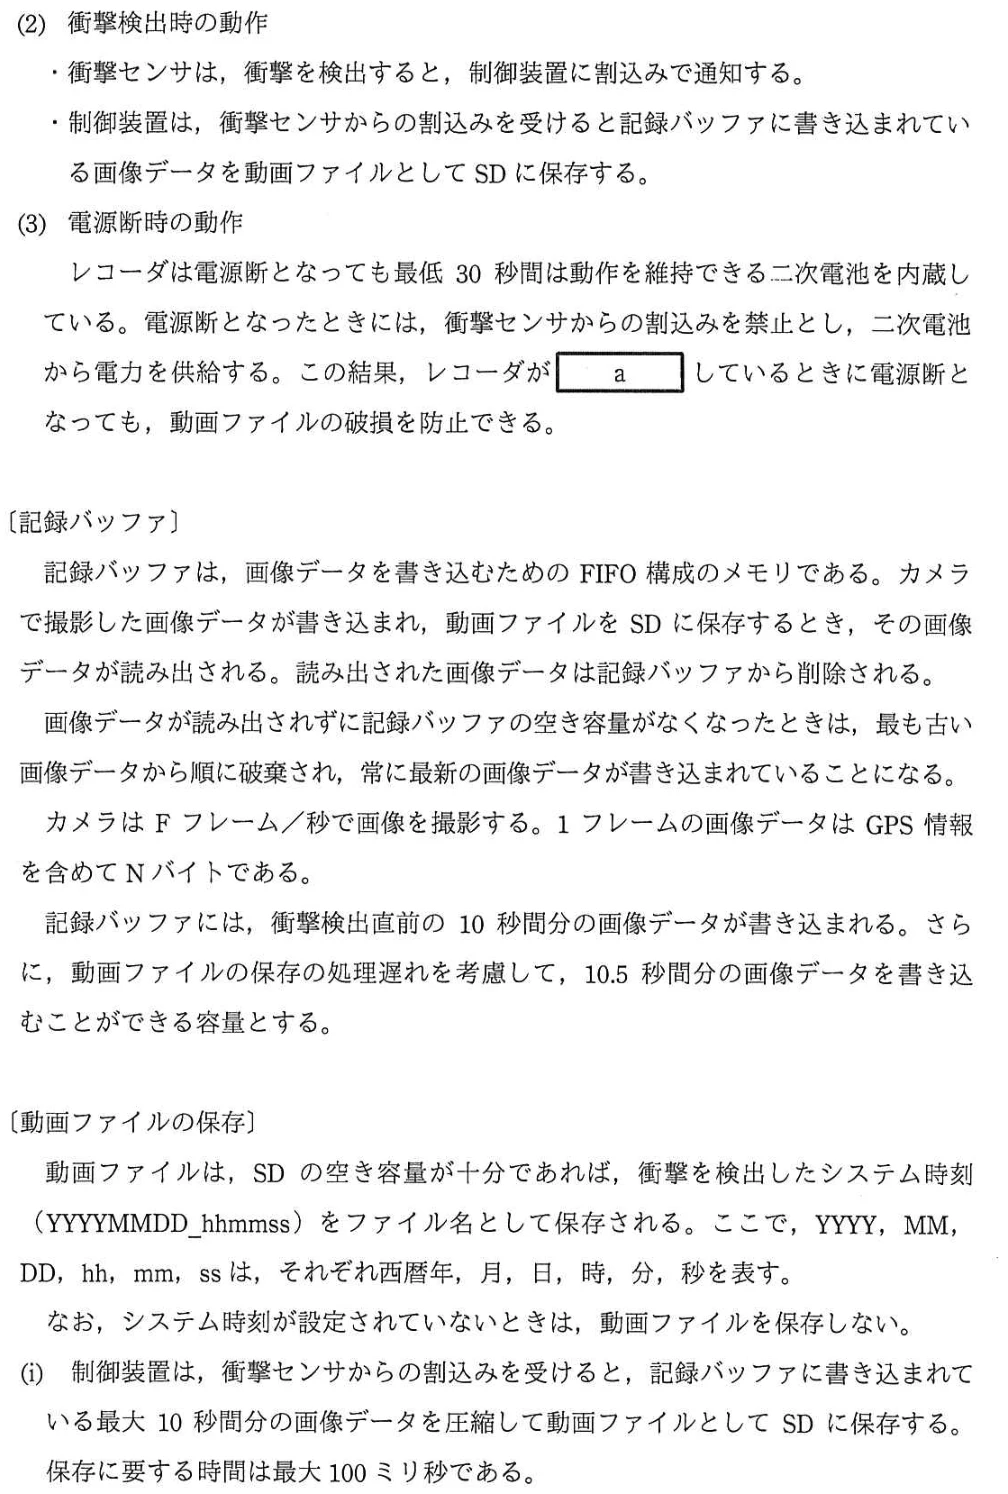 (2) 衝撃検出時の動作
・衝撃センサは，衝撃を検出すると，制御装置に割込みで通知する。
・制御装置は，衝撃センサからの割込みを受けると記録バッファに書き込まれてい
る画像データを動画ファイルとして SD に保存する。
(3) 電源断時の動作
レコーダは電源断となっても最低 30 秒間は動作を維持できる二次電池を内蔵し
ている。電源断となったときには，衝撃センサからの割込みを禁止とし，二次電池
から電力を供給する。この結果，レコーダが a しているときに電源断と
なっても，動画ファイルの破損を防止できる。
〔記録バッファ〕
記録バッファは，画像データを書き込むための FIFO 構成のメモリである。カメラ
で撮影した画像データが書き込まれ，動画ファイルを SD に保存するとき，その画像
データが読み出される。読み出された画像データは記録バッファから削除される。
画像データが読み出されずに記録バッファの空き容量がなくなったときは，最も古い
画像データから順に破棄され，常に最新の画像データが書き込まれていることになる。
カメラは F フレーム／秒で画像を撮影する。1 フレームの画像データは GPS 情報
を含めて N バイトである。
記録バッファには，衝撃検出直前の 10 秒間分の画像データが書き込まれる。さら
に，動画ファイルの保存の処理遅れを考慮して，10.5 秒間分の画像データを書き込
むことができる容量とする。
〔動画ファイルの保存〕
動画ファイルは，SD の空き容量が十分であれば，衝撃を検出したシステム時刻
（YYYYMMDD_hhmmss）をファイル名として保存される。ここで，YYYY，MM，
DD，hh，mm，ss は，それぞれ西暦年，月，日，時，分，秒を表す。
なお，システム時刻が設定されていないときは，動画ファイルを保存しない。
(i) 制御装置は，衝撃センサからの割込みを受けると，記録バッファに書き込まれて
いる最大 10 秒間分の画像データを圧縮して動画ファイルとして SD に保存する。
保存に要する時間は最大 100 ミリ秒である。